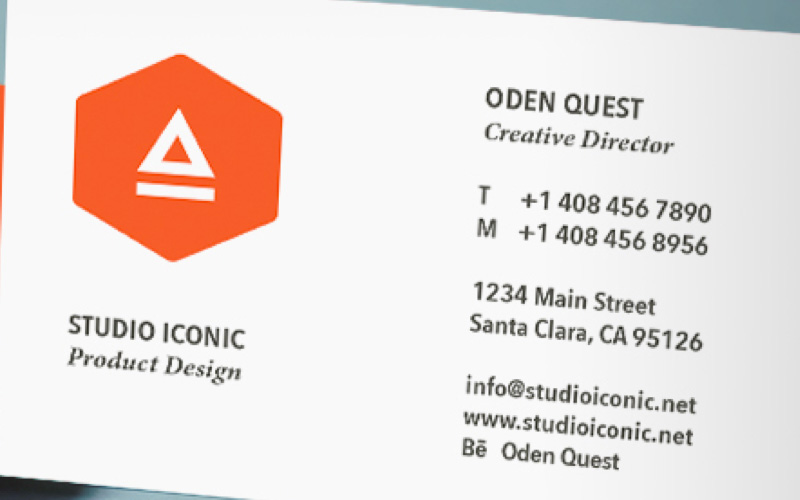 STUDIO ICONIC
Product Design
ODEN QUEST
Creative Director
T +1 408 456 7890
M +1 408 456 8956
1234 Main Street
Santa Clara, CA 95126
info@studioiconic.net
www.studioiconic.net
Bē Oden Quest